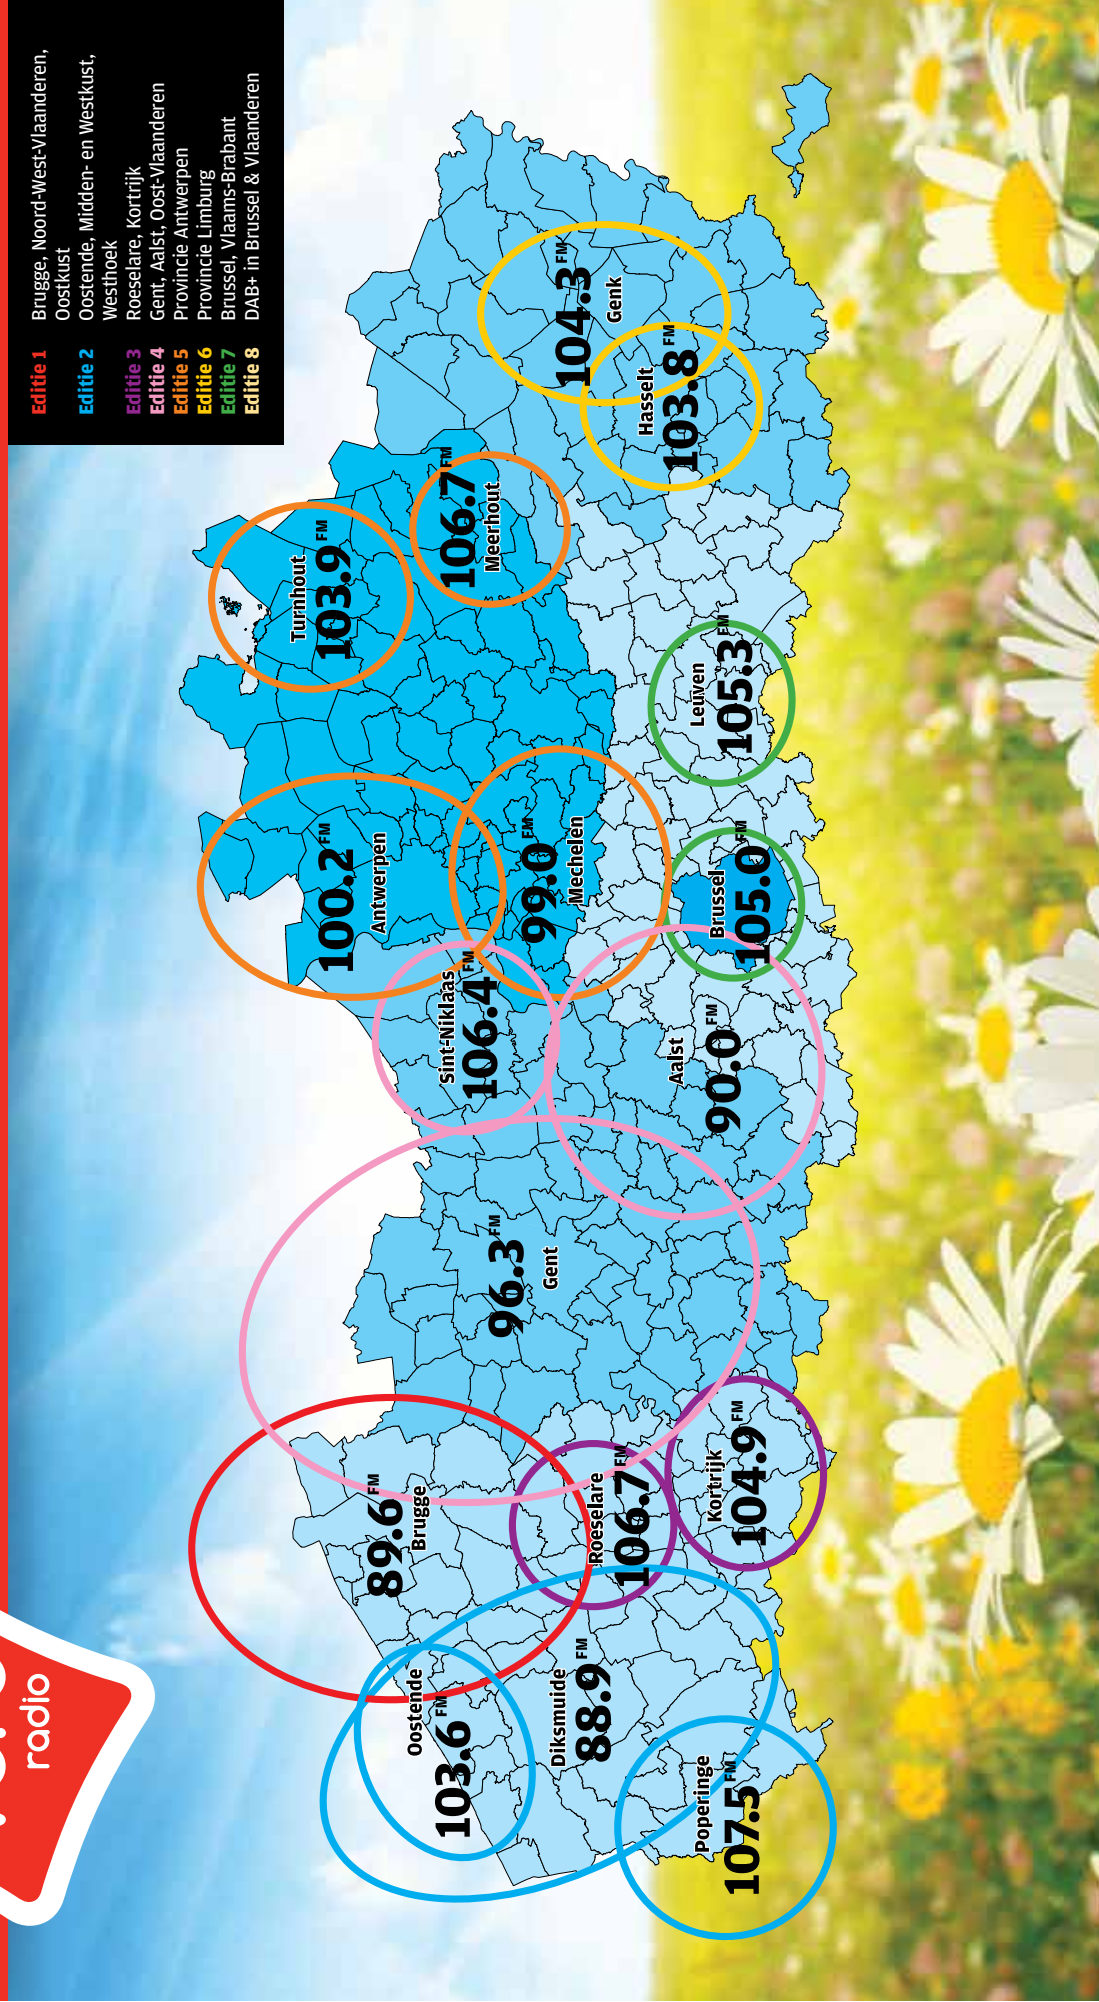 radio
Editie 1 Brugge, Noord-West-Vlaanderen,
Oostkust
Editie 2 Oostende, Midden- en Westkust,
Westhoek
Editie 3 Roeselare, Kortrijk
Editie 4 Gent, Aalst, Oost-Vlaanderen
Editie 5 Provincie Antwerpen
Editie 6 Provincie Limburg
Editie 7 Brussel, Vlaams-Brabant
Editie 8 DAB+ in Brussel & Vlaanderen
Turnhout
103.9 FM
100.2 FM
Antwerpen
106.7 FM
Meerhout
89.6 FM
Brugge
Oostende
103.6 FM
Sint-Niklaas
106.4 FM
96.3 FM
Gent
99.0 FM
Mechelen
104.3 FM
Genk
Diksmuide
88.9 FM
Roeselare
106.7 FM
Hasselt
103.8 FM
Aalst
90.0 FM
Leuven
105.3 FM
Brussel
105.0 FM
Poperinge
107.5 FM
Kortrijk
104.9 FM